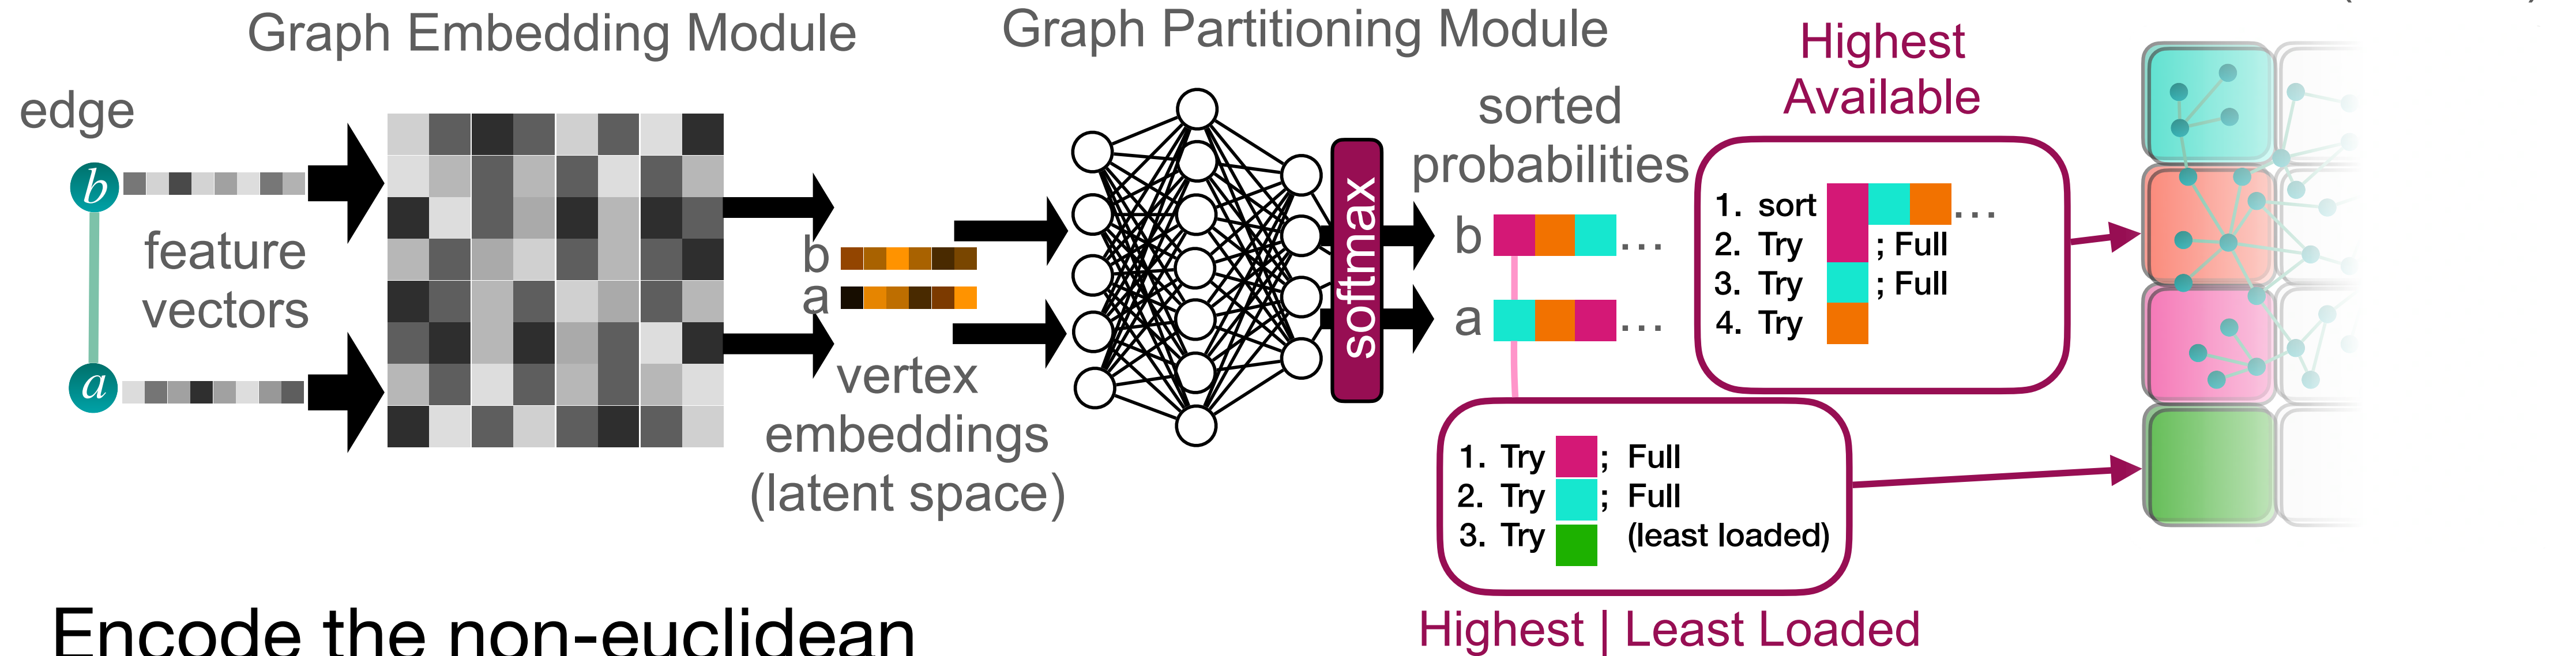 Graph Embedding Module
Graph Partitioning Module
Highest
Available
edge
b
feature
vectors
a
b
a
vertex
embeddings
(latent space)
softmax
sorted
probabilities
b ...
a ...
1. sort ...
2. Try ; Full
3. Try ; Full
4. Try
1. Try ; Full
2. Try ; Full
3. Try (least loaded)
Highest | Least Loaded
Encode the non-euclidean